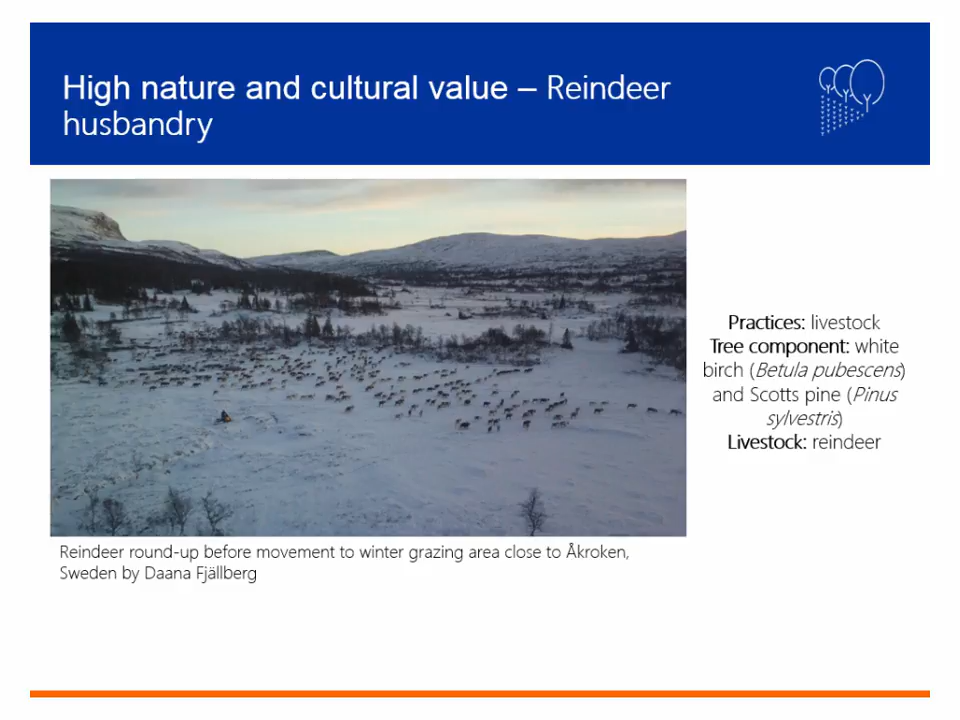 High nature and cultural value – Reindeer
husbandry
Practices: livestock
Tree component: white
birch (Betula pubescens)
and Scotts pine (Pinus
sylvestris)
Livestock: reindeer
Reindeer round-up before movement to winter grazing area close to Åkroken,
Sweden by Daana Fjällberg